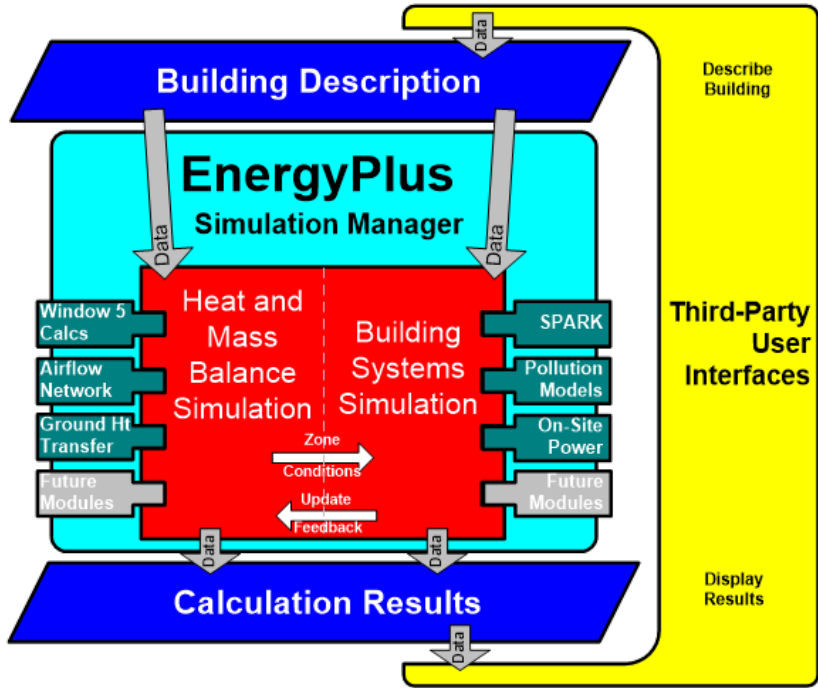 Data
Building Description
Describe
Building
EnergyPlus
Simulation Manager
Data
Data
Heat and
Mass
Balance
Simulation
Building
Systems
Simulation
Window 5
Calcs
Airflow
Network
Ground Ht
Transfer
Future
Modules
SPARK
Pollution
Models
On-Site
Power
Future
Modules
Zone
Conditions
Update
Feedback
Third-Party
User
Interfaces
Data
Data
Calculation Results
Display
Results
Data